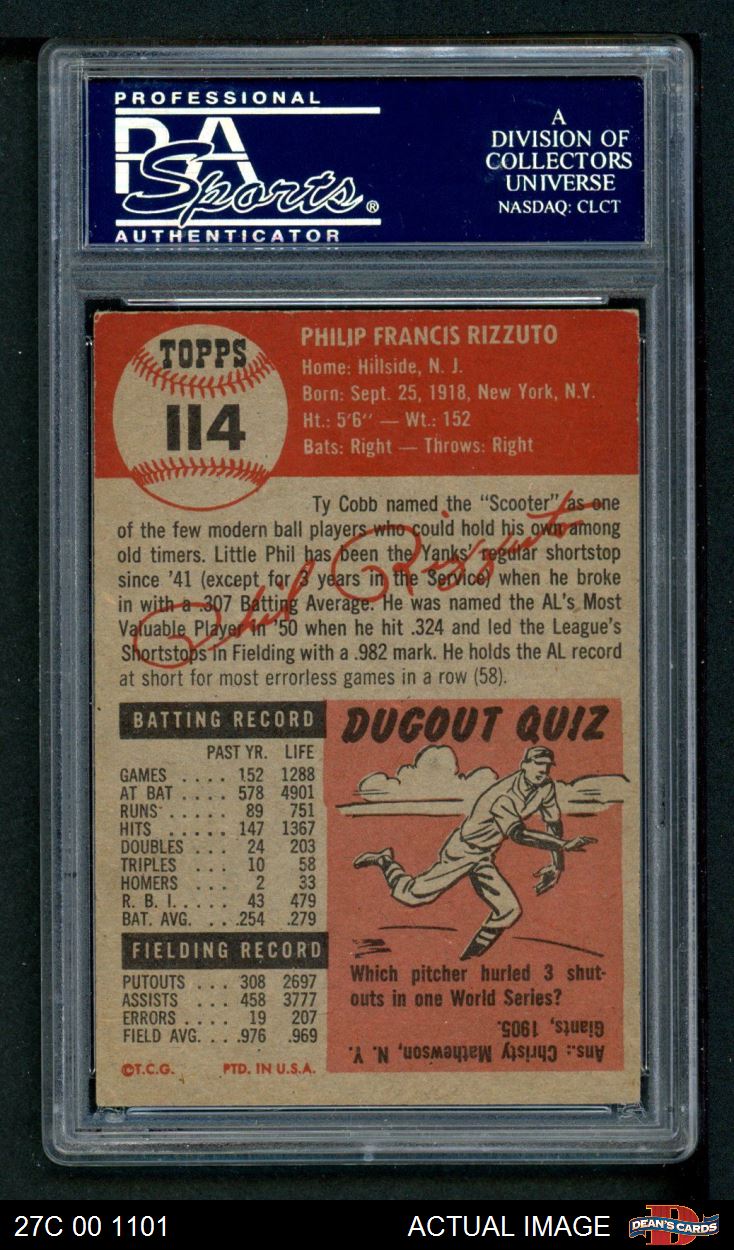 PROFESSIONAL
PSA
Sports®
AUTHENTICATOR
A
DIVISION OF
COLLECTORS
UNIVERSE
NASDAQ: CLCT
TOPPS
114
PHILIP FRANCIS RIZZUTO
Home: Hillside, N. J.
Born: Sept. 25, 1918, New York, N.Y.
Ht.: 5'6" — Wt.: 152
Bats: Right — Throws: Right
Ty Cobb named the "Scooter" as one
of the few modern ball players who could hold his own among
old timers. Little Phil has been the Yanks' regular shortstop
since '41 (except for 3 years in the Service) when he broke
in with a .307 Batting Average. He was named the AL's Most
Valuable Player in '50 when he hit .324 and led the League's
Shortstops in Fielding with a .982 mark. He holds the AL record
at short for most errorless games in a row (58).
Phil Rizzuto
BATTING RECORD
PAST YR. LIFE
GAMES . . . . 152 1288
AT BAT . . . . 578 4901
RUNS . . . . . 89 751
HITS . . . . . 147 1367
DOUBLES . . . 24 203
TRIPLES . . . 10 58
HOMERS . . . 2 33
R. B. I. . . . . 43 479
BAT. AVG. . . .254 .279
FIELDING RECORD
PUTOUTS . . . 308 2697
ASSISTS . . . 458 3777
ERRORS . . . . 19 207
FIELD AVG. . . .976 .969
©T.C.G. PTD. IN U.S.A.
DUGOUT QUIZ
Which pitcher hurled 3 shut-
outs in one World Series?
Ans.: Christy Mathewson, N. Y.
Giants, 1905.
27C 00 1101
ACTUAL IMAGE
D
DEAN'S CARDS